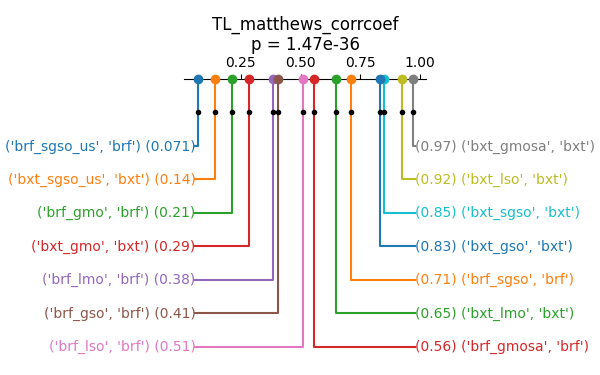 TL_matthews_corrcoef
p = 1.47e-36
0.25 0.50 0.75 1.00
('brf_sgso_us', 'brf') (0.071) (0.97) ('bxt_gmosa', 'bxt')
('bxt_sgso_us', 'bxt') (0.14) (0.92) ('bxt_lso', 'bxt')
('brf_gmo', 'brf') (0.21) (0.85) ('bxt_sgso', 'bxt')
('bxt_gmo', 'bxt') (0.29) (0.83) ('bxt_gso', 'bxt')
('brf_lmo', 'brf') (0.38) (0.71) ('brf_sgso', 'brf')
('brf_gso', 'brf') (0.41) (0.65) ('bxt_lmo', 'bxt')
('brf_lso', 'brf') (0.51) (0.56) ('brf_gmosa', 'brf')